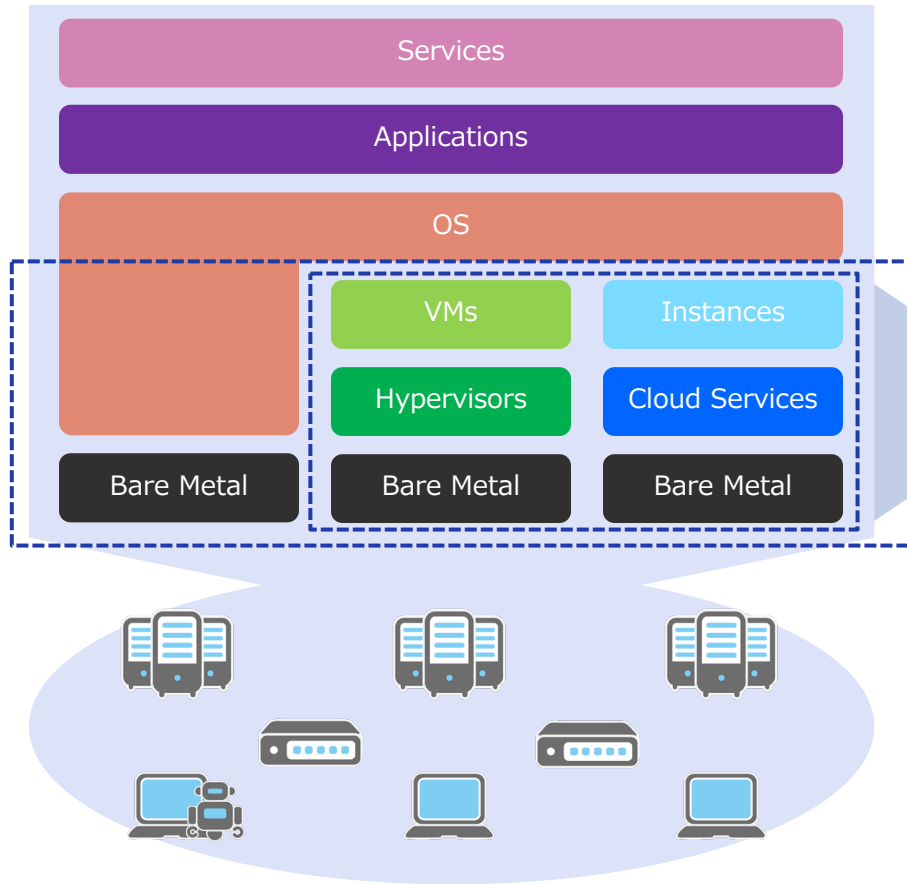 Services
Applications
OS
VMs
Instances
Hypervisors
Cloud Services
Bare Metal
Bare Metal
Bare Metal